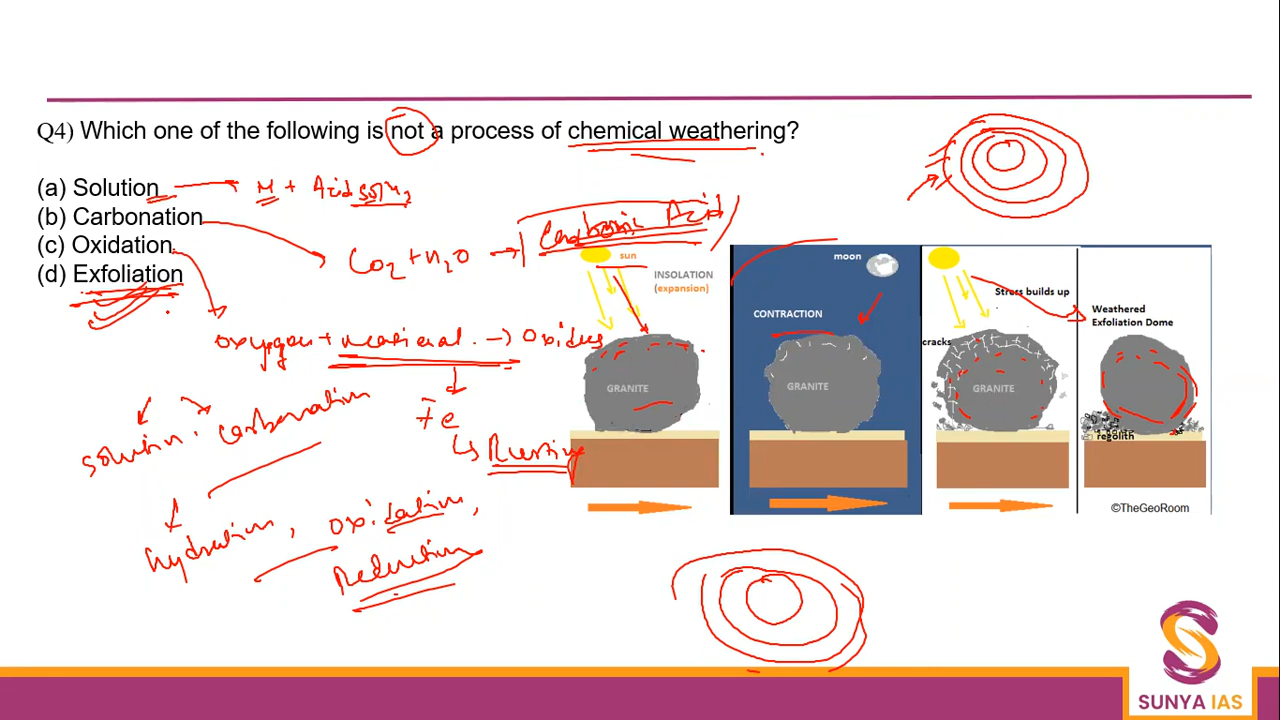 Q4) Which one of the following is not a process of chemical weathering?
(a) Solution
M + Acid
(b) Carbonation
CO2 + H2O → Carbonic Acid
(c) Oxidation
(d) Exfoliation
oxygen + material → Oxides
Fe
↳ Rusting
solution, carbonation
hydration, oxidation,
Reduction
sun
INSOLATION
(expansion)
GRANITE
moon
CONTRACTION
GRANITE
Stress builds up
cracks
GRANITE
Weathered
Exfoliation Dome
regolith
©TheGeoRoom
SUNYA IAS